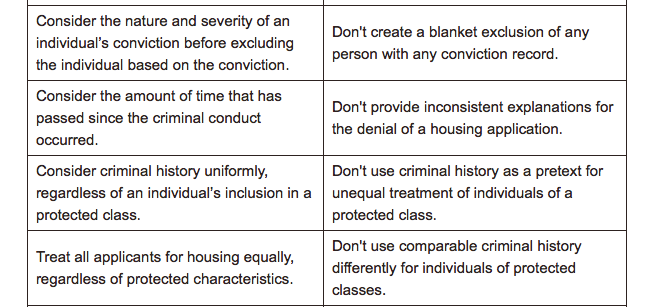 Consider the nature and severity of an
individual’s conviction before excluding
the individual based on the conviction.
Don't create a blanket exclusion of any
person with any conviction record.
Consider the amount of time that has
passed since the criminal conduct
occurred.
Don't provide inconsistent explanations for
the denial of a housing application.
Consider criminal history uniformly,
regardless of an individual’s inclusion in a
protected class.
Don't use criminal history as a pretext for
unequal treatment of individuals of a
protected class.
Treat all applicants for housing equally,
regardless of protected characteristics.
Don't use comparable criminal history
differently for individuals of protected
classes.